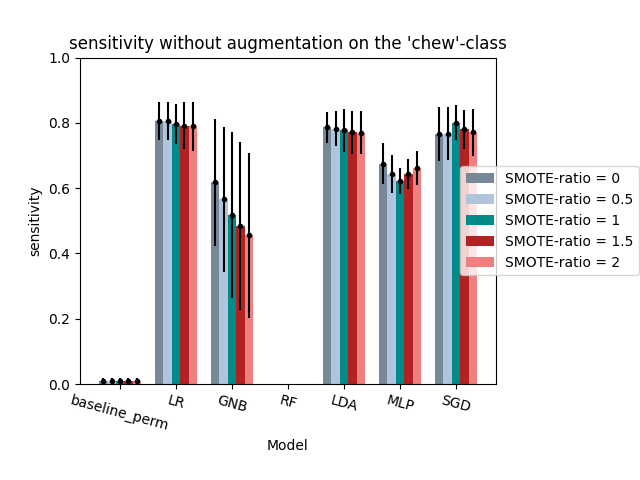 sensitivity without augmentation on the 'chew'-class
1.0
0.8
0.6
0.4
0.2
0.0
sensitivity
SMOTE-ratio = 0
SMOTE-ratio = 0.5
SMOTE-ratio = 1
SMOTE-ratio = 1.5
SMOTE-ratio = 2
baseline_perm LR GNB RF LDA MLP SGD
Model